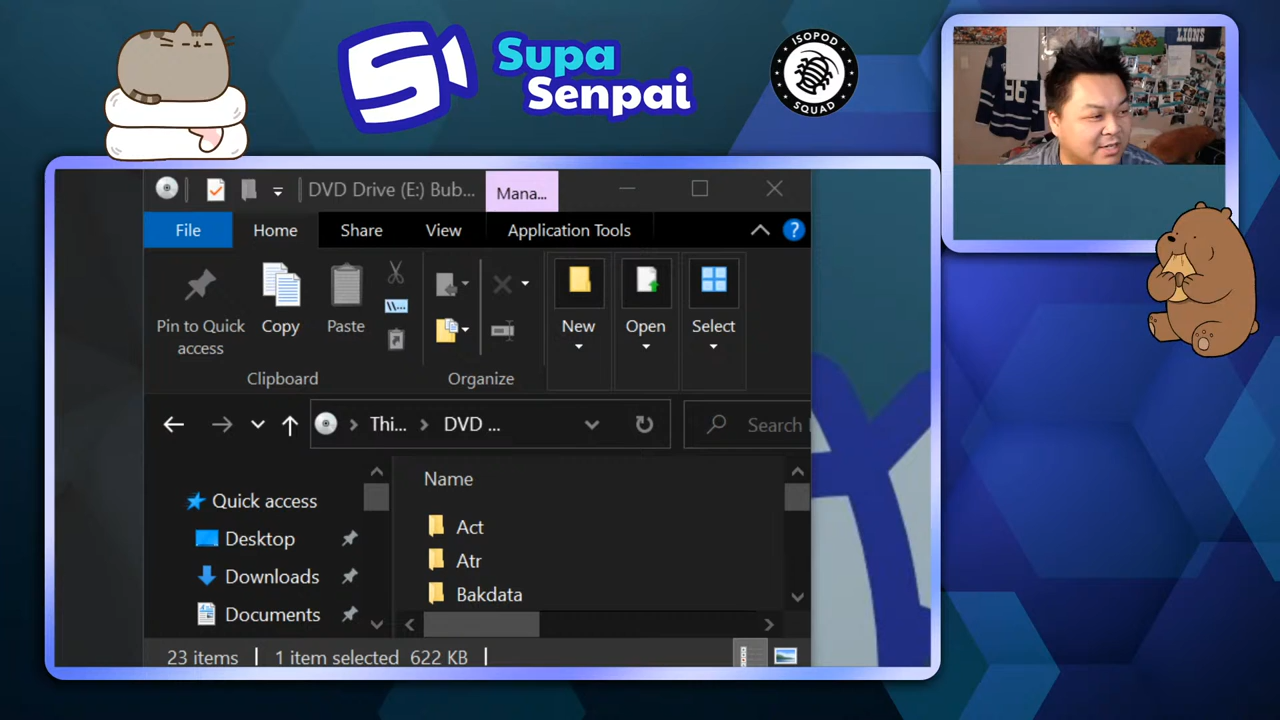 Supa
Senpai
ISOPOD
SQUAD
LIONS
96
DVD Drive (E:) Bub...
Mana...
File
Home
Share
View
Application Tools
Pin to Quick
access
Copy
Paste
New
Open
Select
Clipboard
Organize
Thi...
DVD ...
Search
Name
Quick access
Desktop
Downloads
Documents
Act
Atr
Bakdata
23 items
1 item selected 622 KB